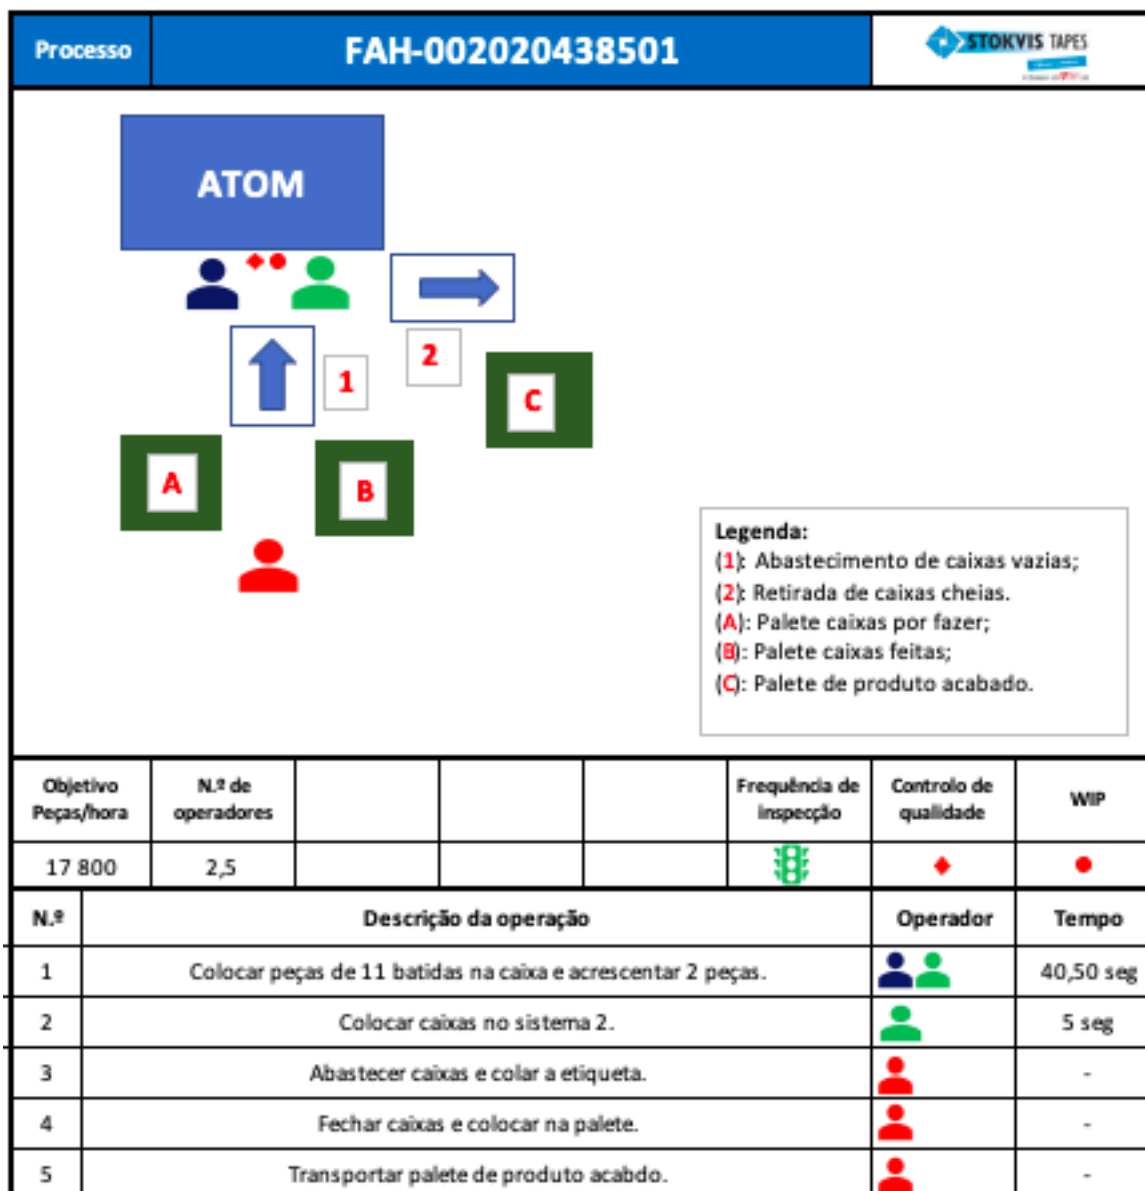 Processo
FAH-002020438501
STOKVIS TAPES
ATOM
1
2
C
A
B
Legenda:
(1): Abastecimento de caixas vazias;
(2): Retirada de caixas cheias.
(A): Palete caixas por fazer;
(B): Palete caixas feitas;
(C): Palete de produto acabado.
Objetivo Peças/hora
N.º de operadores
Frequência de inspecção
Controlo de qualidade
WIP
17 800
2,5
N.º
Descrição da operação
Operador
Tempo
1
Colocar peças de 11 batidas na caixa e acrescentar 2 peças.
40,50 seg
2
Colocar caixas no sistema 2.
5 seg
3
Abastecer caixas e colar a etiqueta.
-
4
Fechar caixas e colocar na palete.
-
5
Transportar palete de produto acabdo.
-